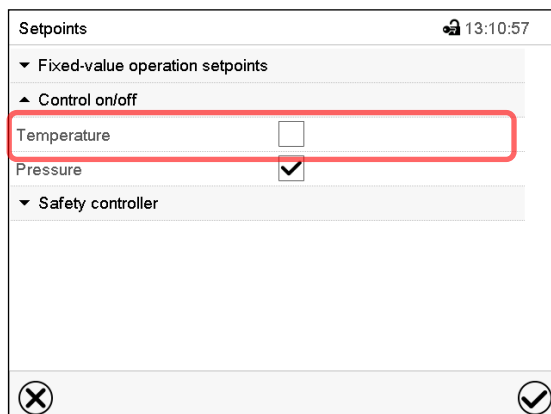 Setpoints 13:10:57
Fixed-value operation setpoints
Control on/off
Temperature
Pressure
Safety controller